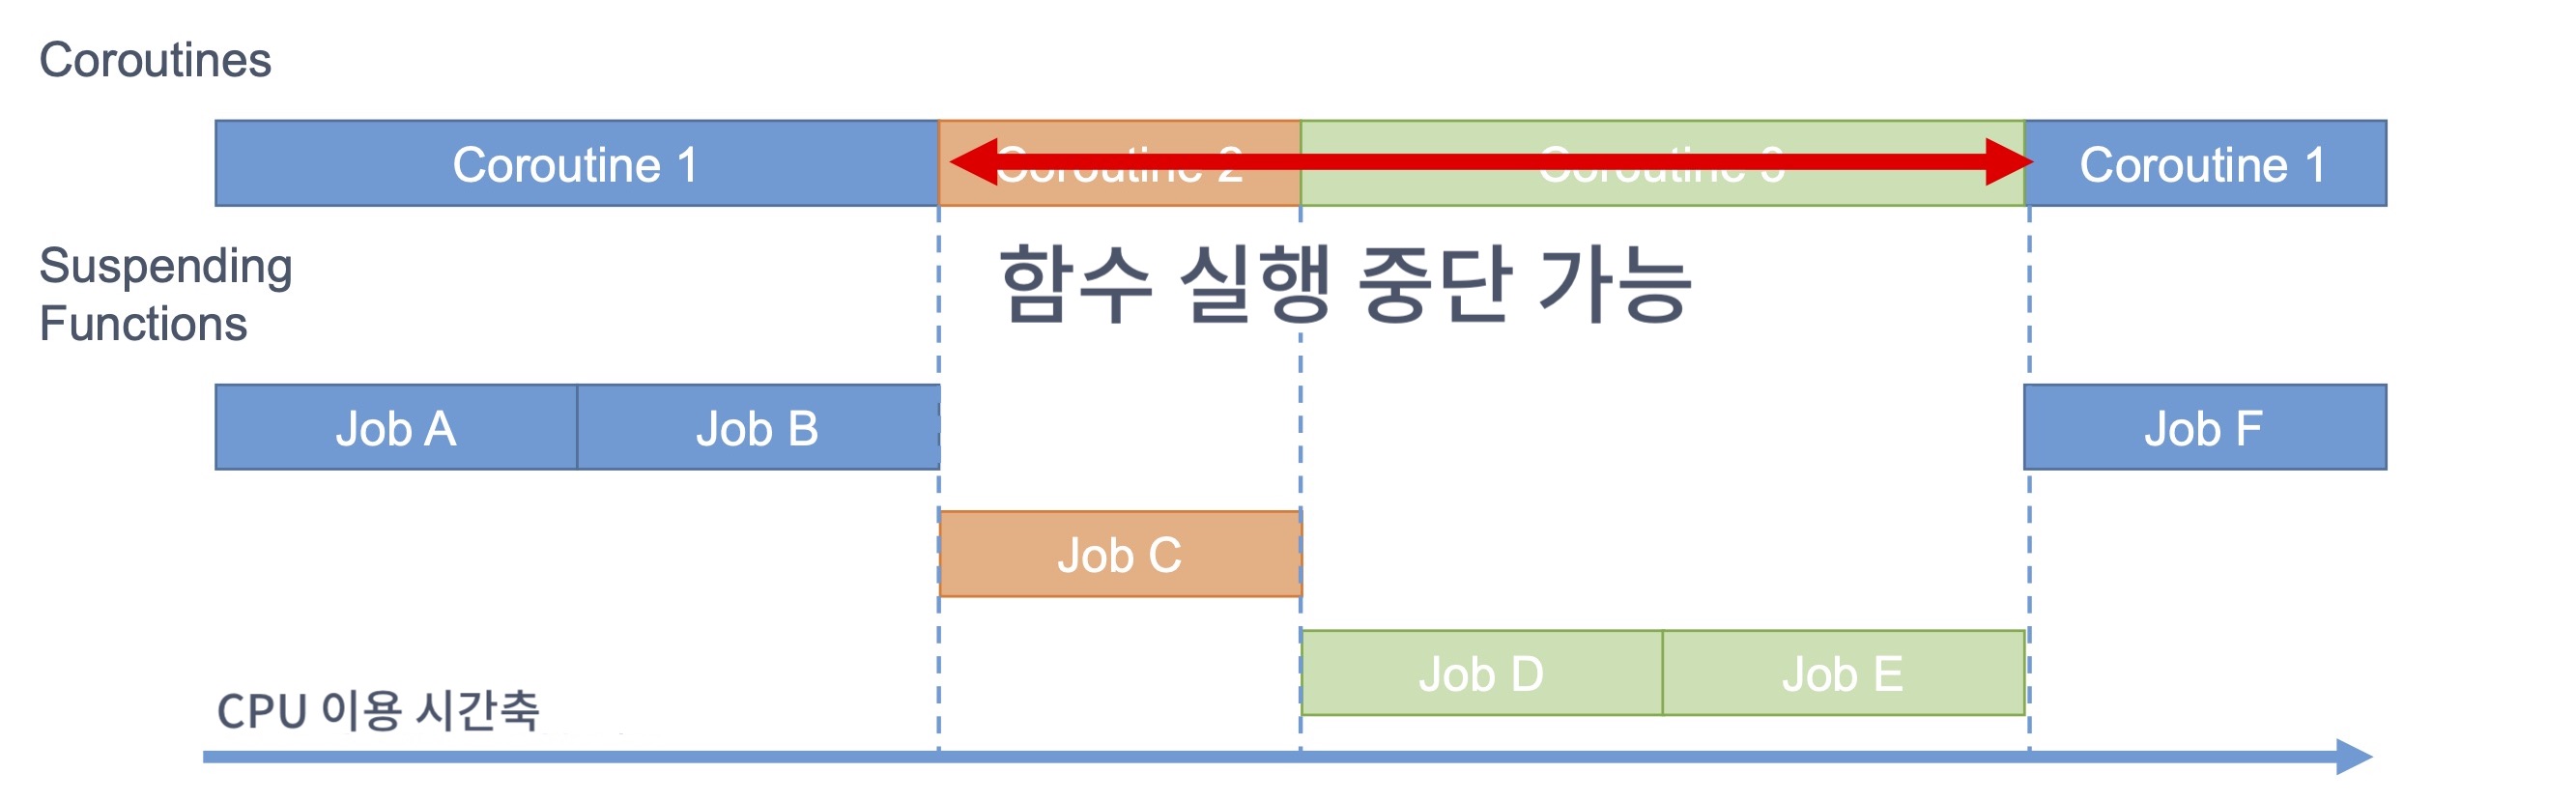 Coroutines
Coroutine 1
Coroutine 2
Coroutine 3
Coroutine 1
Suspending
Functions
함수 실행 중단 가능
Job A
Job B
Job F
Job C
Job D
Job E
CPU 이용 시간축